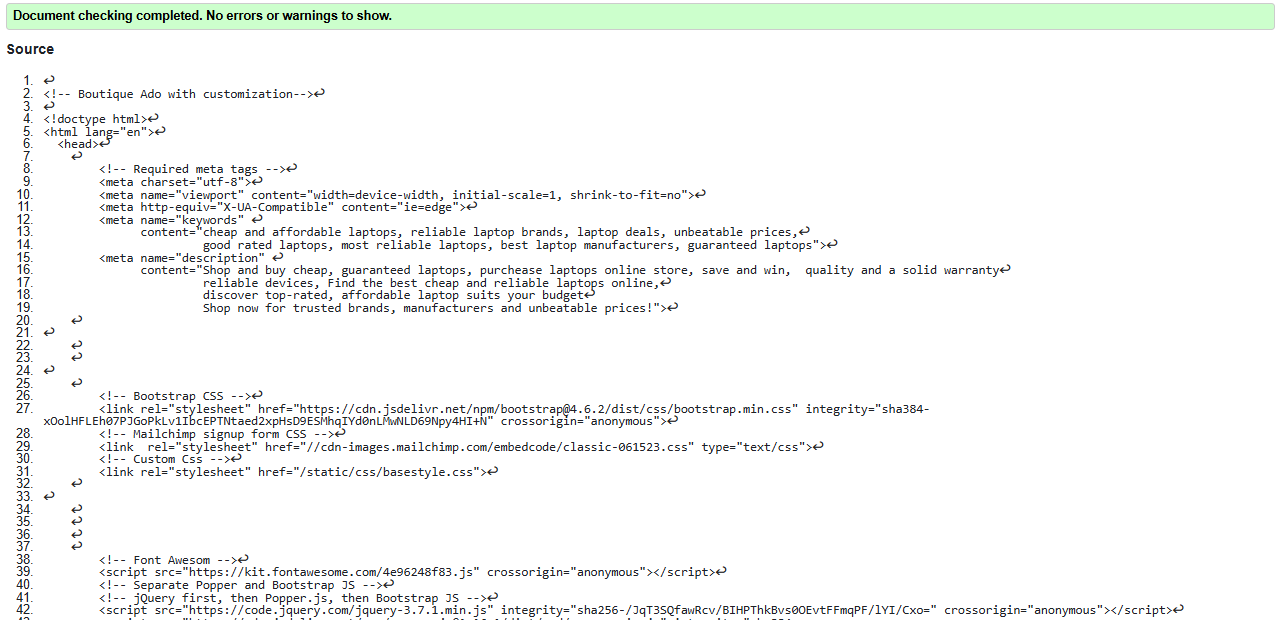 Document checking completed. No errors or warnings to show.
Source
1. ↩
2. <!-- Boutique Ado with customization-->↩
3. ↩
4. <!doctype html>↩
5. <html lang="en">↩
6.   <head>↩
7.     ↩
8.         <!-- Required meta tags -->↩
9.         <meta charset="utf-8">↩
10.         <meta name="viewport" content="width=device-width, initial-scale=1, shrink-to-fit=no">↩
11.         <meta http-equiv="X-UA-Compatible" content="ie=edge">↩
12.         <meta name="keywords" ↩
13.               content="cheap and affordable laptops, reliable laptop brands, laptop deals, unbeatable prices,↩
14.                        good rated laptops, most reliable laptops, best laptop manufacturers, guaranteed laptops">↩
15.         <meta name="description" ↩
16.               content="Shop and buy cheap, guaranteed laptops, purchease laptops online store, save and win,  quality and a solid warranty↩
17.                        reliable devices, Find the best cheap and reliable laptops online,↩
18.                        discover top-rated, affordable laptop suits your budget↩
19.                        Shop now for trusted brands, manufacturers and unbeatable prices!">↩
20.     ↩
21. ↩
22.     ↩
23.     ↩
24. ↩
25.     ↩
26.         <!-- Bootstrap CSS -->↩
27.         <link rel="stylesheet" href="https://cdn.jsdelivr.net/npm/bootstrap@4.6.2/dist/css/bootstrap.min.css" integrity="sha384-
xOolHFLEh07PJGoPkLv1IbcEPTNtaed2xpHsD9ESMhqIYd0nLMwNLD69Npy4HI+N" crossorigin="anonymous">↩
28.         <!-- Mailchimp signup form CSS -->↩
29.         <link  rel="stylesheet" href="//cdn-images.mailchimp.com/embedcode/classic-061523.css" type="text/css">↩
30.         <!-- Custom Css -->↩
31.         <link rel="stylesheet" href="/static/css/basestyle.css">↩
32.     ↩
33. ↩
34.     ↩
35.     ↩
36.     ↩
37.     ↩
38.         <!-- Font Awesom -->↩
39.         <script src="https://kit.fontawesome.com/4e96248f83.js" crossorigin="anonymous"></script>↩
40.         <!-- Separate Popper and Bootstrap JS -->↩
41.         <!-- jQuery first, then Popper.js, then Bootstrap JS -->↩
42.         <script src="https://code.jquery.com/jquery-3.7.1.min.js" integrity="sha256-/JqT3SQfawRcv/BIHPThkBvs0OEvtFFmqPF/lYI/Cxo=" crossorigin="anonymous"></script>↩